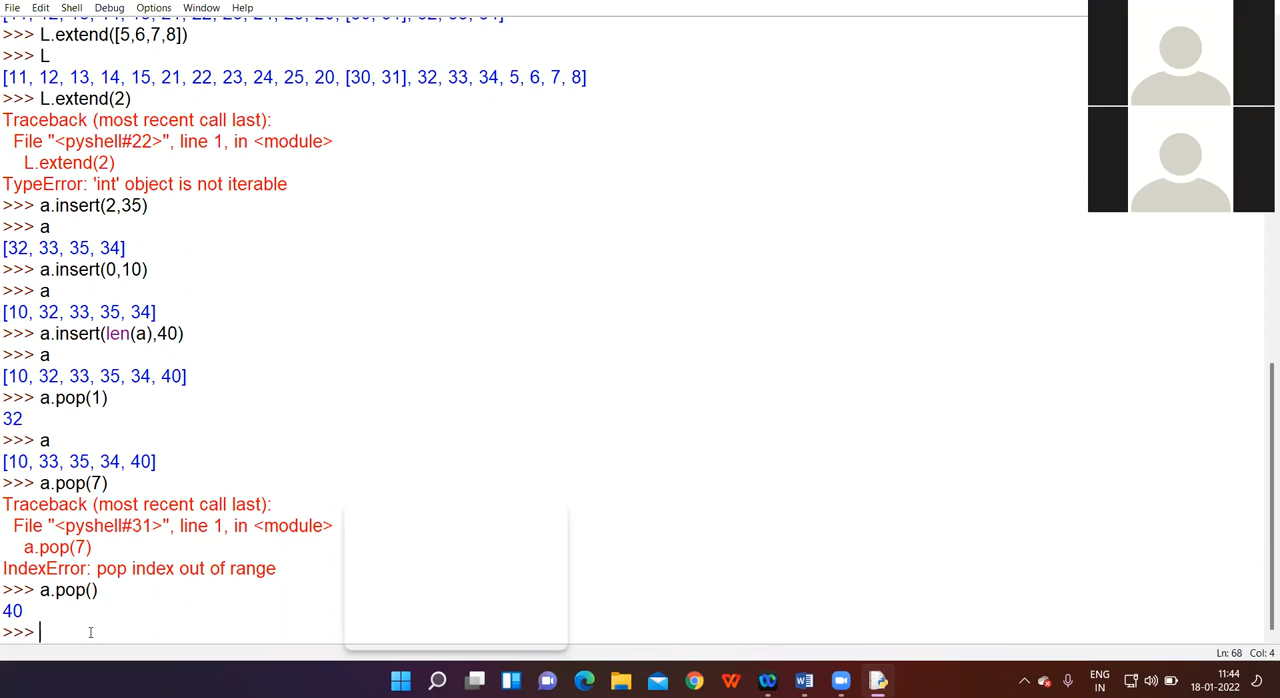 File Edit Shell Debug Options Window Help
>>> L.extend([5,6,7,8])
>>> L
[11, 12, 13, 14, 15, 21, 22, 23, 24, 25, 20, [30, 31], 32, 33, 34, 5, 6, 7, 8]
>>> L.extend(2)
Traceback (most recent call last):
  File "<pyshell#22>", line 1, in <module>
    L.extend(2)
TypeError: 'int' object is not iterable
>>> a.insert(2,35)
>>> a
[32, 33, 35, 34]
>>> a.insert(0,10)
>>> a
[10, 32, 33, 35, 34]
>>> a.insert(len(a),40)
>>> a
[10, 32, 33, 35, 34, 40]
>>> a.pop(1)
32
>>> a
[10, 33, 35, 34, 40]
>>> a.pop(7)
Traceback (most recent call last):
  File "<pyshell#31>", line 1, in <module>
    a.pop(7)
IndexError: pop index out of range
>>> a.pop()
40
>>>
Ln: 68 Col: 4
ENG 11:44
IN 18-01-2022